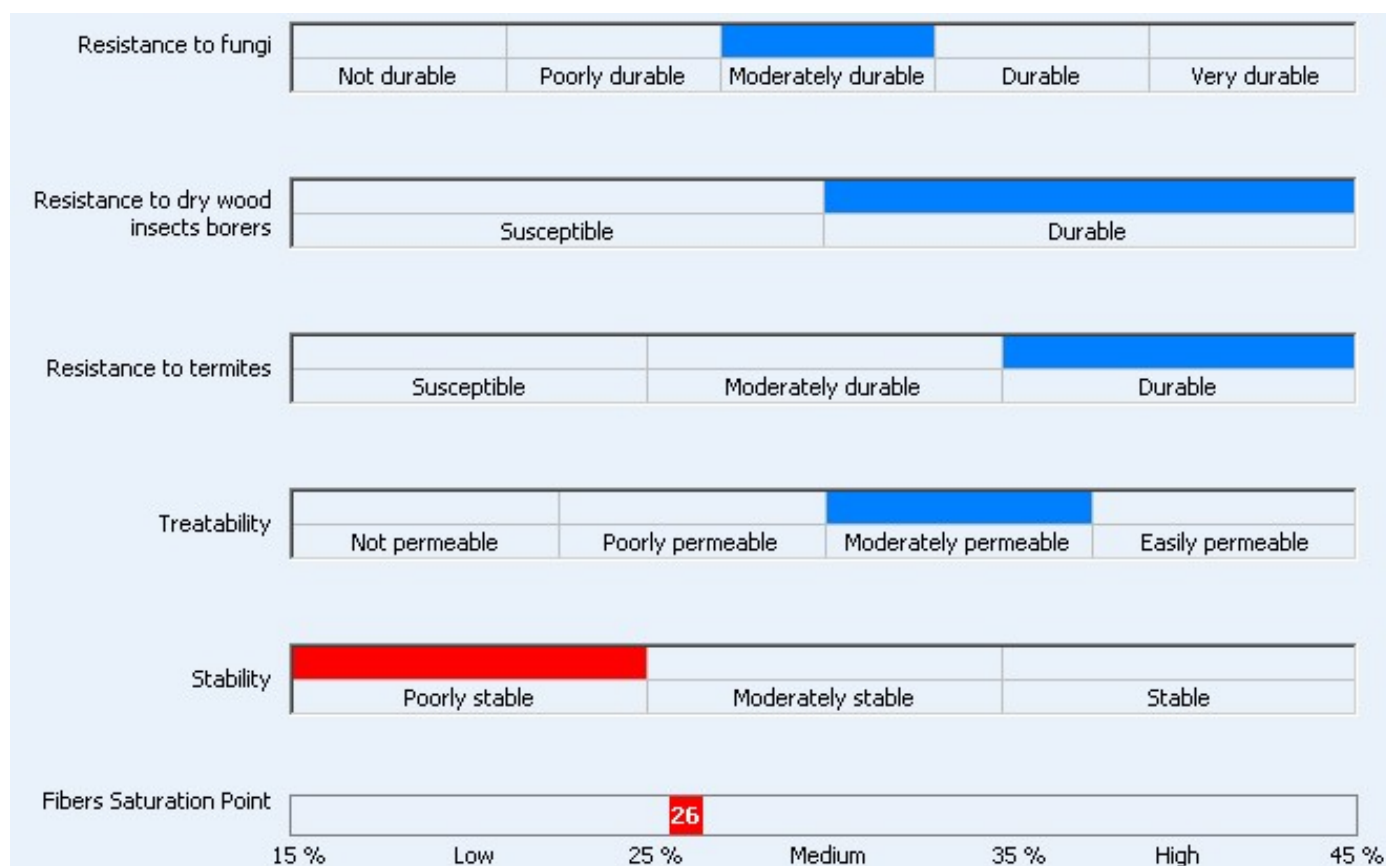 Resistance to fungi
Not durable Poorly durable Moderately durable Durable Very durable
Resistance to dry wood
insects borers
Susceptible Durable
Resistance to termites
Susceptible Moderately durable Durable
Treatability
Not permeable Poorly permeable Moderately permeable Easily permeable
Stability
Poorly stable Moderately stable Stable
Fibers Saturation Point
26
15 % Low 25 % Medium 35 % High 45 %